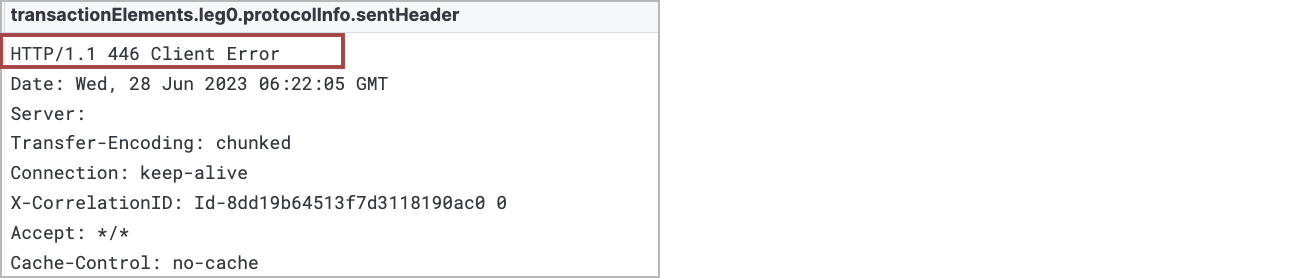 transactionElements.leg0.protocolInfo.sentHeader
HTTP/1.1 446 Client Error
Date: Wed, 28 Jun 2023 06:22:05 GMT
Server:
Transfer-Encoding: chunked
Connection: keep-alive
X-CorrelationID: Id-8dd19b64513f7d3118190ac0 0
Accept: */*
Cache-Control: no-cache